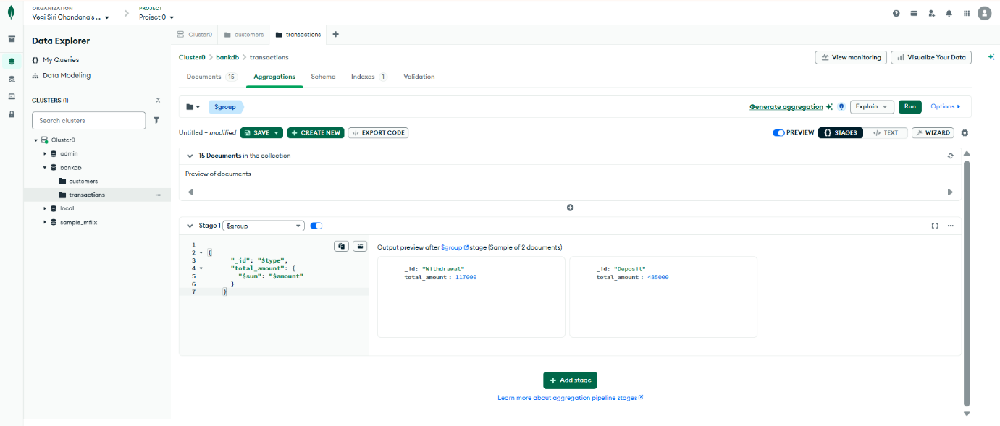 ORGANIZATION
Vegi Siri Chandana's ...
PROJECT
Project 0
Data Explorer
{} My Queries
Data Modeling
CLUSTERS (1)
Search clusters
Cluster0
admin
bankdb
customers
transactions ...
local
sample_mflix
Cluster0 customers transactions
Cluster0 > bankdb > transactions
View monitoring Visualize Your Data
Documents 15 Aggregations Schema Indexes 1 Validation
$group
Generate aggregation Explain Run Options
Untitled – modified SAVE + CREATE NEW </> EXPORT CODE PREVIEW {} STAGES </> TEXT WIZARD
15 Documents in the collection
Preview of documents
Stage 1 $group
1
2 {
3 "_id": "$type",
4 "total_amount": {
5 "$sum": "$amount"
6 }
7 }
Output preview after $group stage (Sample of 2 documents)
_id: "Withdrawal"
total_amount : 117000
_id: "Deposit"
total_amount : 485000
+ Add stage
Learn more about aggregation pipeline stages